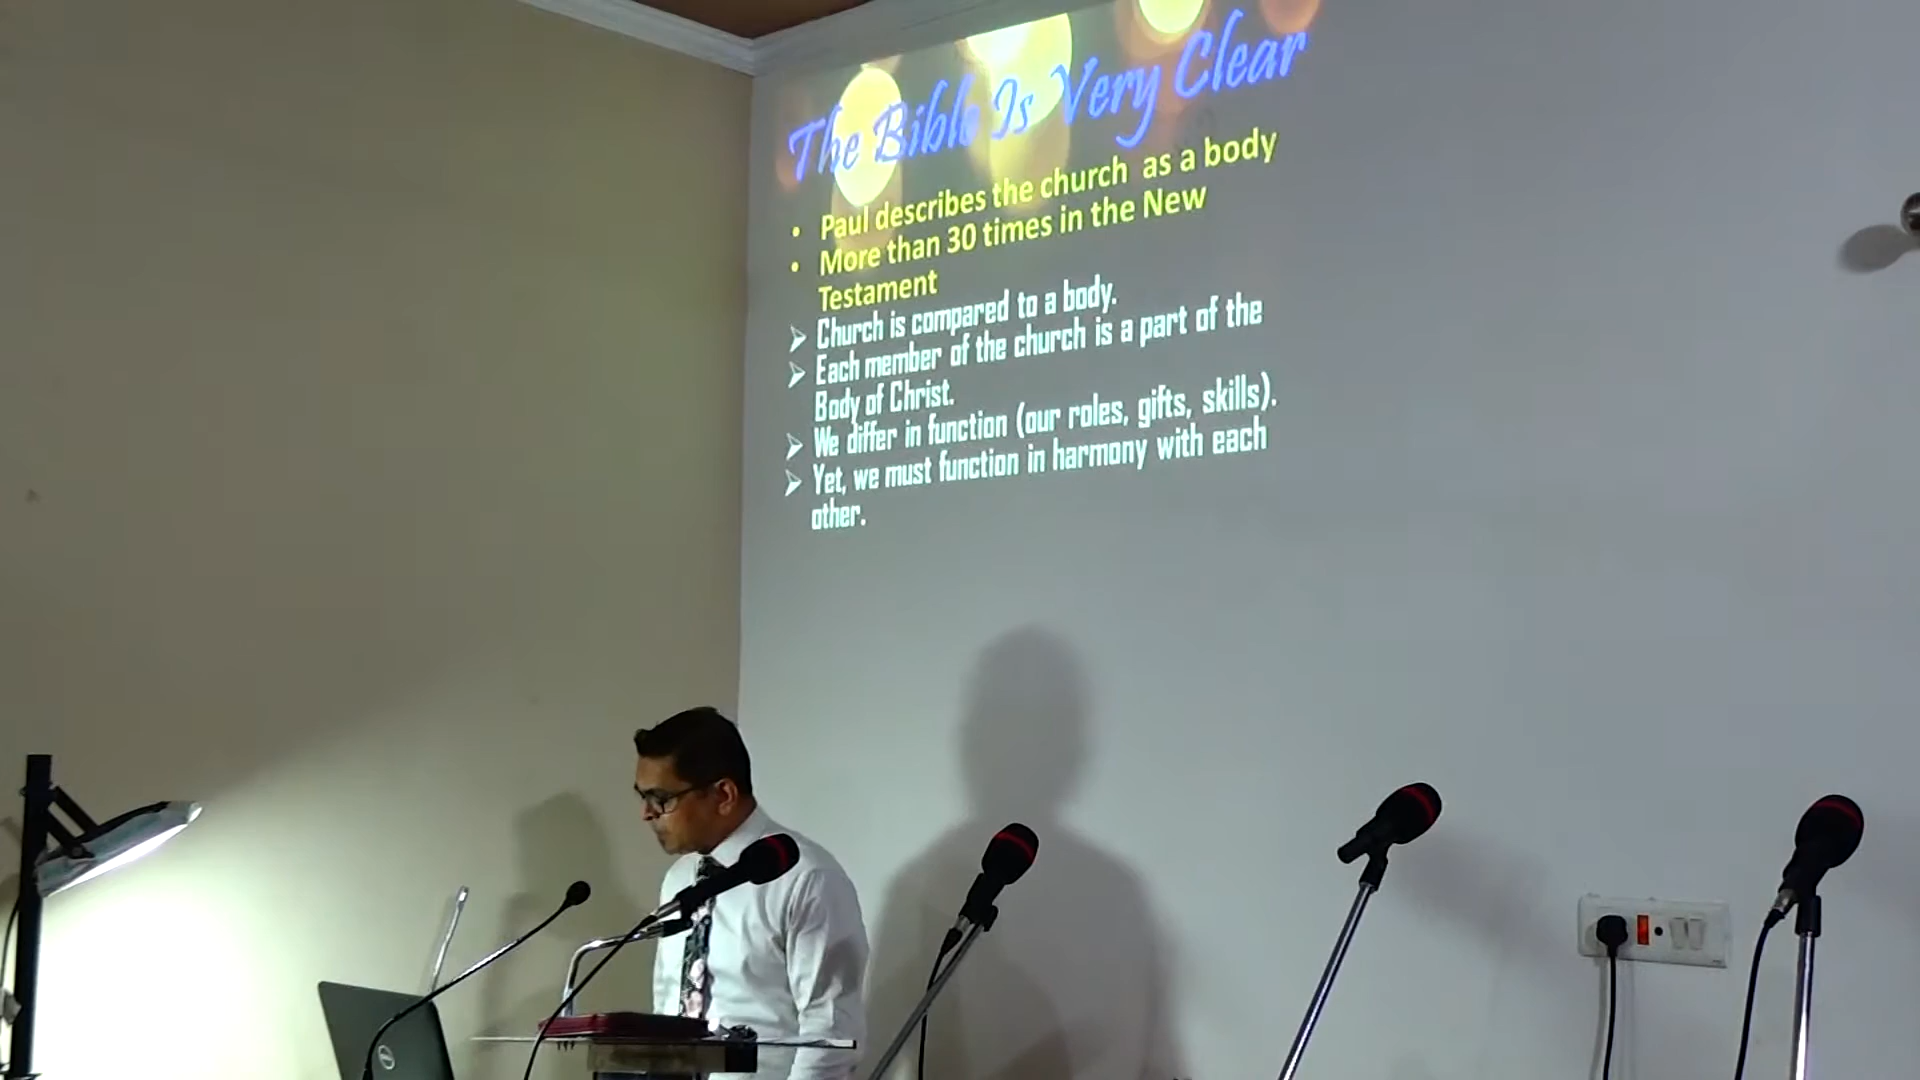 The Bible Is Very Clear
• Paul describes the church as a body
• More than 30 times in the New
Testament
➢ Church is compared to a body.
➢ Each member of the church is a part of the
Body of Christ.
➢ We differ in function (our roles, gifts, skills).
➢ Yet, we must function in harmony with each
other.
DELL